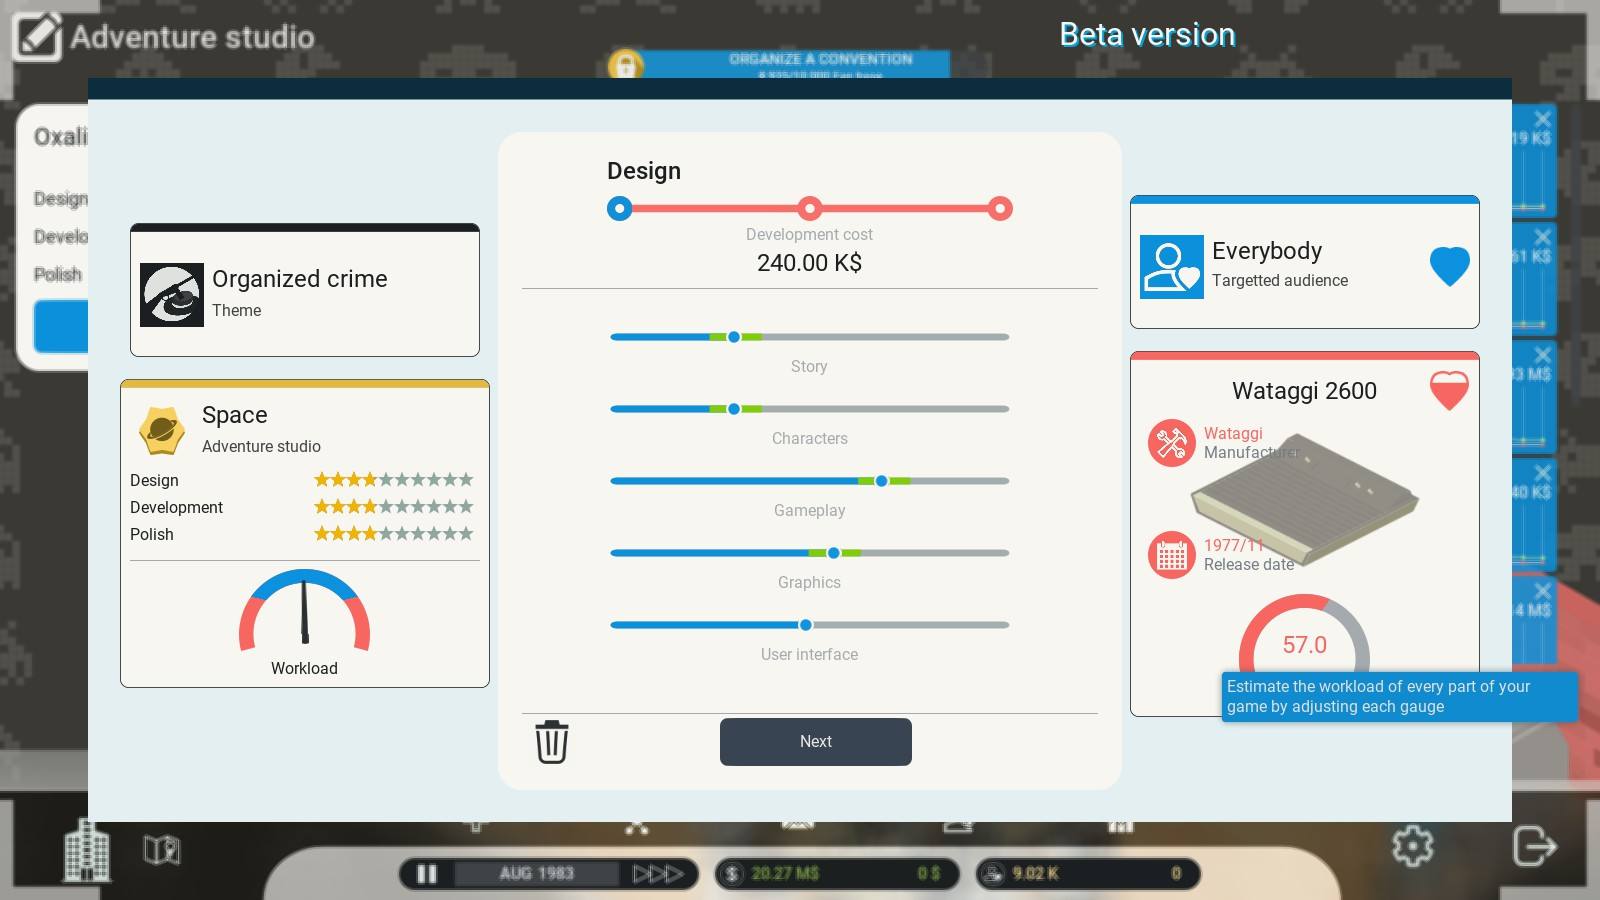 Adventure studio
Beta version
ORGANIZE A CONVENTION
Oxali
Design
Develo
Polish
Organized crime
Theme
Space
Adventure studio
Design
Development
Polish
Workload
Design
Development cost
240.00 K$
Story
Characters
Gameplay
Graphics
User interface
Next
Everybody
Targetted audience
Wataggi 2600
Wataggi
Manufacturer
1977/11
Release date
57.0
Estimate the workload of every part of your
game by adjusting each gauge
19 K$
51 K$
33 M$
40 K$
4 M$
AUG 1983
20.27 M$
0 $
9.02 K
0